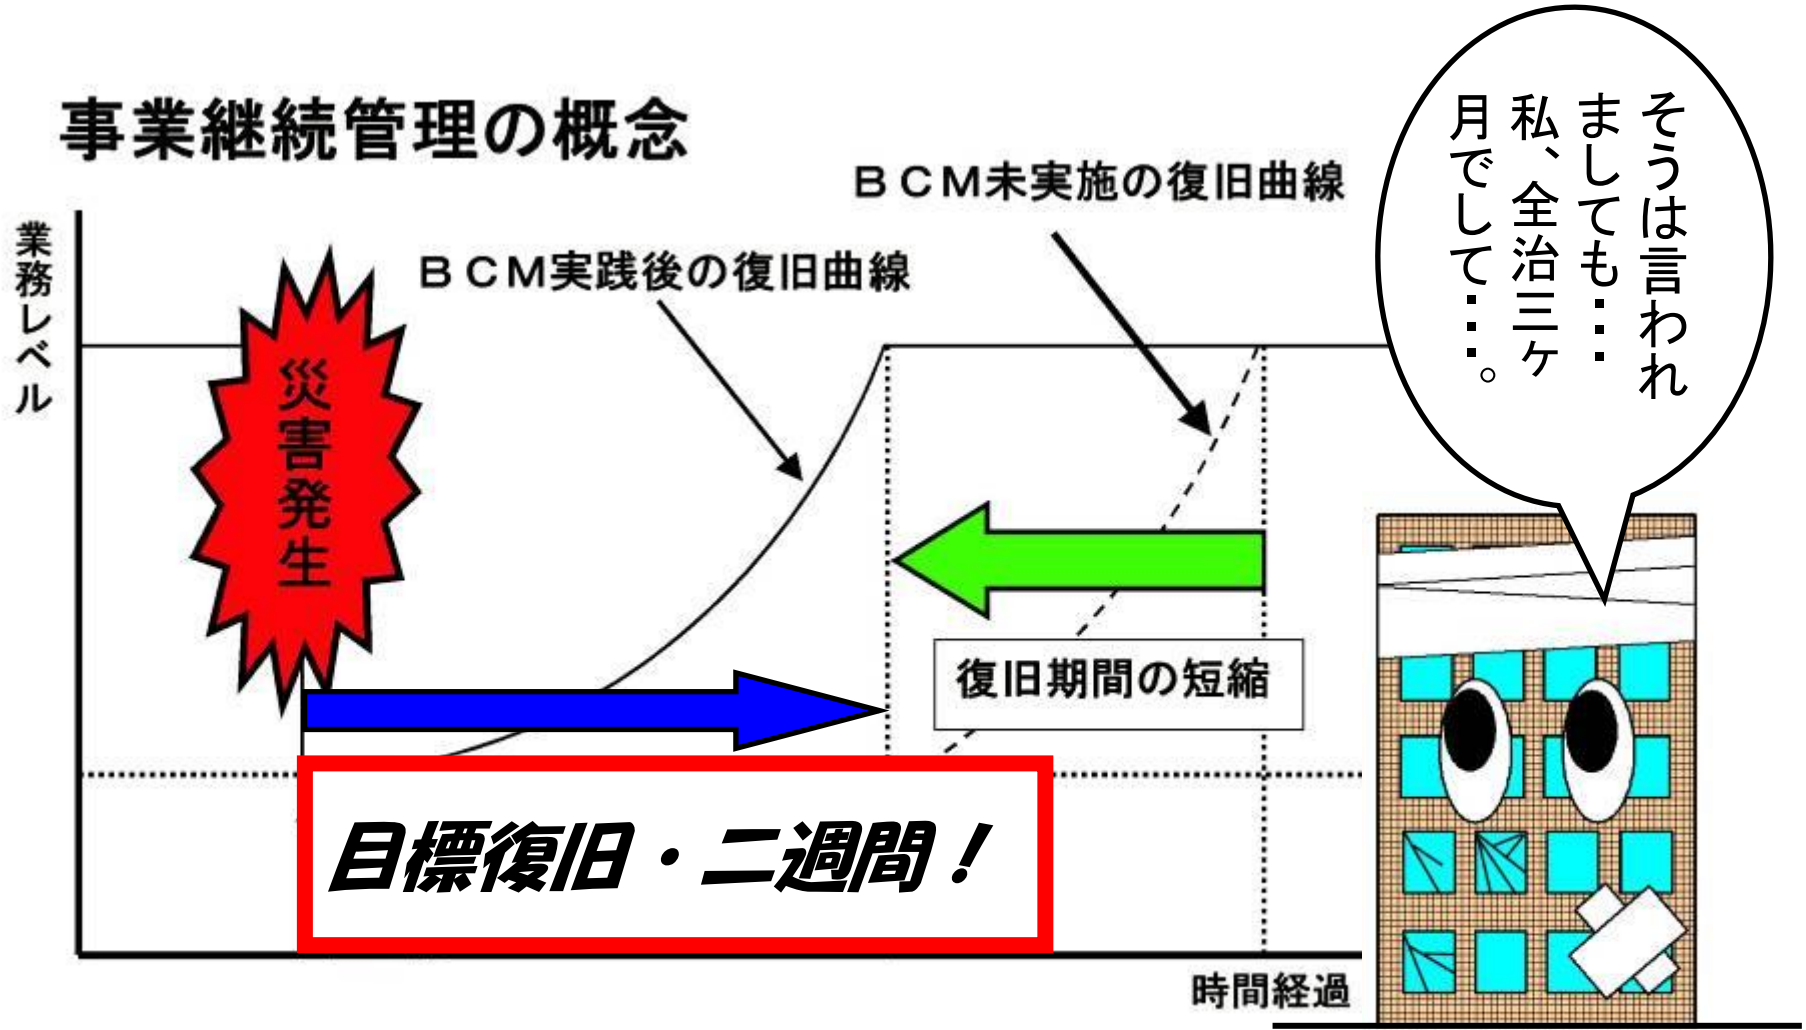 事業継続管理の概念
業務レベル
災害発生
ＢＣＭ実践後の復旧曲線
ＢＣＭ未実施の復旧曲線
そうは言われ
ましても・・・
私、全治三ヶ
月でして・・・。
復旧期間の短縮
目標復旧・二週間！
時間経過